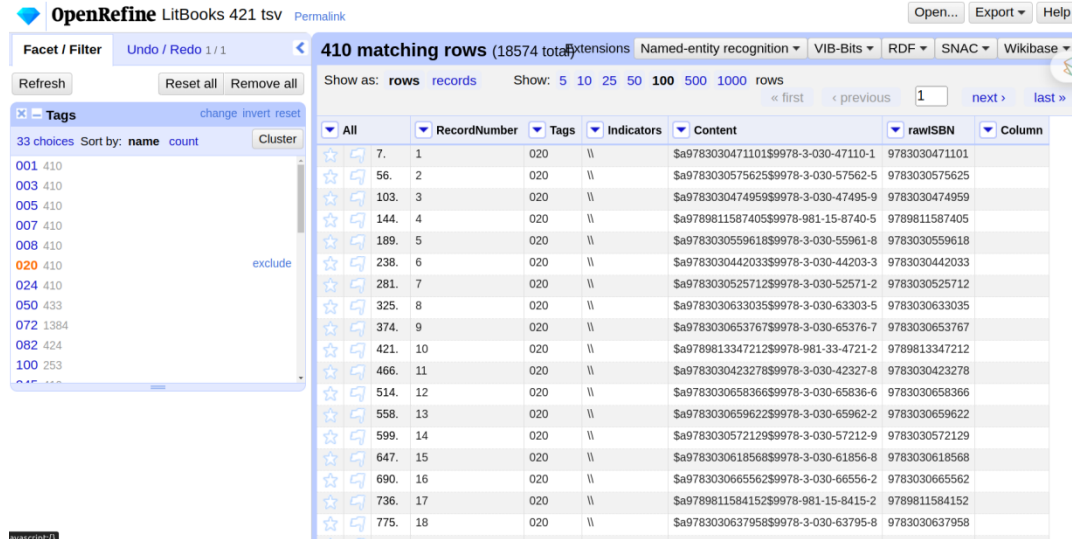 OpenRefine LitBooks 421 tsv Permalink Open... Export Help
Facet / Filter Undo / Redo 1 / 1
410 matching rows (18574 total) Extensions Named-entity recognition VIB-Bits RDF SNAC Wikibase
Refresh Reset all Remove all
Show as: rows records Show: 5 10 25 50 100 500 1000 rows
« first ‹ previous 1 next › last »
Tags change invert reset
33 choices Sort by: name count Cluster
001 410
003 410
005 410
007 410
008 410
020 410 exclude
024 410
050 433
072 1384
082 424
100 253
All RecordNumber Tags Indicators Content rawISBN Column
7. 1 020 \\ $a9783030471101$9978-3-030-47110-1 9783030471101
56. 2 020 \\ $a9783030575625$9978-3-030-57562-5 9783030575625
103. 3 020 \\ $a9783030474959$9978-3-030-47495-9 9783030474959
144. 4 020 \\ $a9789811587405$9978-981-15-8740-5 9789811587405
189. 5 020 \\ $a9783030559618$9978-3-030-55961-8 9783030559618
238. 6 020 \\ $a9783030442033$9978-3-030-44203-3 9783030442033
281. 7 020 \\ $a9783030525712$9978-3-030-52571-2 9783030525712
325. 8 020 \\ $a9783030633035$9978-3-030-63303-5 9783030633035
374. 9 020 \\ $a9783030653767$9978-3-030-65376-7 9783030653767
421. 10 020 \\ $a9789813347212$9978-981-33-4721-2 9789813347212
466. 11 020 \\ $a9783030423278$9978-3-030-42327-8 9783030423278
514. 12 020 \\ $a9783030658366$9978-3-030-65836-6 9783030658366
558. 13 020 \\ $a9783030659622$9978-3-030-65962-2 9783030659622
599. 14 020 \\ $a9783030572129$9978-3-030-57212-9 9783030572129
647. 15 020 \\ $a9783030618568$9978-3-030-61856-8 9783030618568
690. 16 020 \\ $a9783030665562$9978-3-030-66556-2 9783030665562
736. 17 020 \\ $a9789811584152$9978-981-15-8415-2 9789811584152
775. 18 020 \\ $a9783030637958$9978-3-030-63795-8 9783030637958